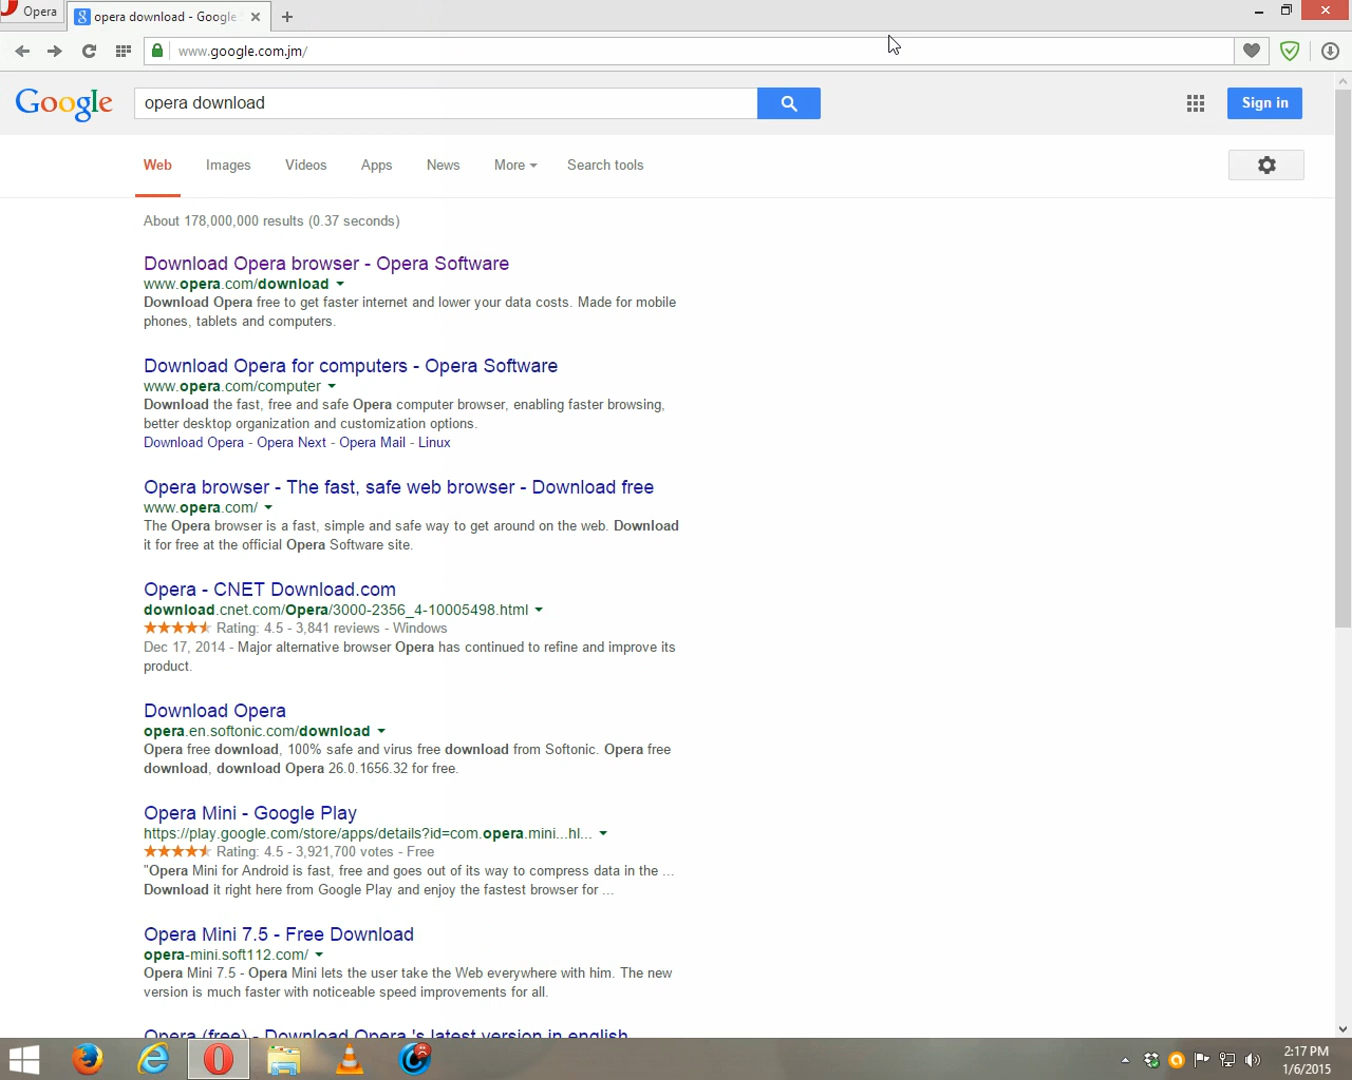 Opera
opera download - Google
www.google.com.jm/
Google
opera download
Sign in
Web
Images
Videos
Apps
News
More
Search tools
About 178,000,000 results (0.37 seconds)
Download Opera browser - Opera Software
www.opera.com/download
Download Opera free to get faster internet and lower your data costs. Made for mobile
phones, tablets and computers.
Download Opera for computers - Opera Software
www.opera.com/computer
Download the fast, free and safe Opera computer browser, enabling faster browsing,
better desktop organization and customization options.
Download Opera - Opera Next - Opera Mail - Linux
Opera browser - The fast, safe web browser - Download free
www.opera.com/
The Opera browser is a fast, simple and safe way to get around on the web. Download
it for free at the official Opera Software site.
Opera - CNET Download.com
download.cnet.com/Opera/3000-2356_4-10005498.html
Rating: 4.5 - 3,841 reviews - Windows
Dec 17, 2014 - Major alternative browser Opera has continued to refine and improve its
product.
Download Opera
opera.en.softonic.com/download
Opera free download, 100% safe and virus free download from Softonic. Opera free
download, download Opera 26.0.1656.32 for free.
Opera Mini - Google Play
https://play.google.com/store/apps/details?id=com.opera.mini...hl...
Rating: 4.5 - 3,921,700 votes - Free
"Opera Mini for Android is fast, free and goes out of its way to compress data in the ...
Download it right here from Google Play and enjoy the fastest browser for ...
Opera Mini 7.5 - Free Download
opera-mini.soft112.com/
Opera Mini 7.5 - Opera Mini lets the user take the Web everywhere with him. The new
version is much faster with noticeable speed improvements for all.
Opera (free) - Download Opera 's latest version in english
2:17 PM
1/6/2015